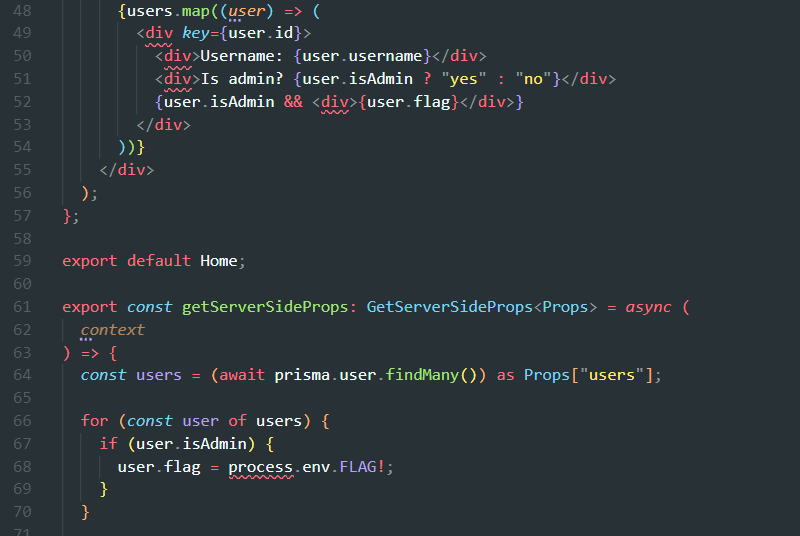 48 {users.map((user) => (
49 <div key={user.id}>
50 <div>Username: {user.username}</div>
51 <div>Is admin? {user.isAdmin ? "yes" : "no"}</div>
52 {user.isAdmin && <div>{user.flag}</div>}
53 </div>
54 ))}
55 </div>
56 );
57 };
58
59 export default Home;
60
61 export const getServerSideProps: GetServerSideProps<Props> = async (
62 context
63 ) => {
64 const users = (await prisma.user.findMany()) as Props["users"];
65
66 for (const user of users) {
67 if (user.isAdmin) {
68 user.flag = process.env.FLAG!;
69 }
70 }
71